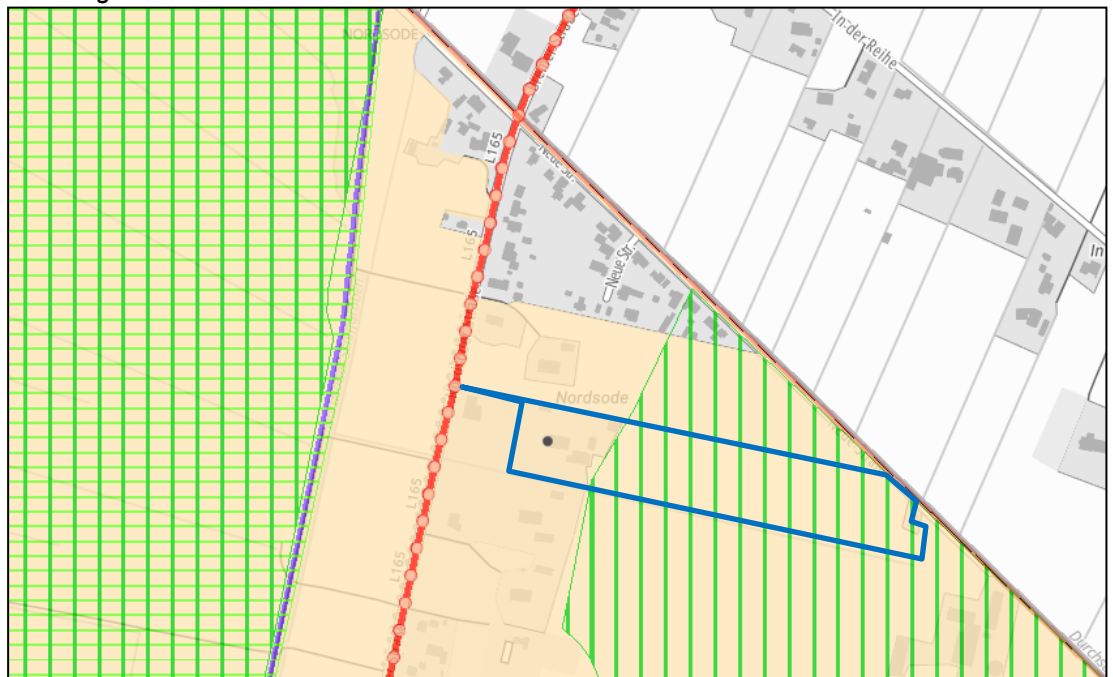 NORDSODE
In der Reihe
L165
Neue Str.
L165
Neue Str.
In
Nordsode
L165
L165
Durchs